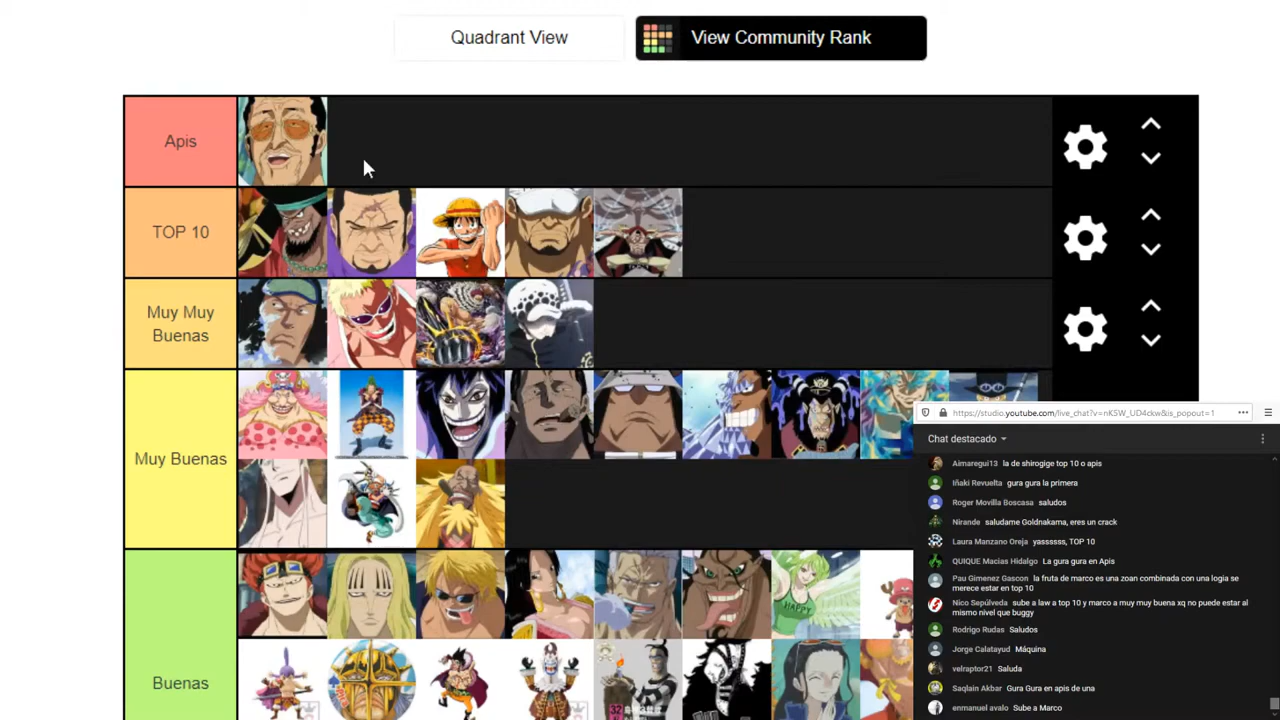 Quadrant View
View Community Rank
Apis
TOP 10
Muy Muy
Buenas
Muy Buenas
Buenas
HAPPY
https://studio.youtube.com/live_chat?v=nKSW_UD4ckw&is_popout=1
Chat destacado
Aimaregui13 la de shirogige top 10 o apis
Iñaki Revuelta gura gura la primera
Roger Movilla Boscasa saludos
Nirande saludame Goldnakama, eres un crack
Laura Manzano Oreja yassssss, TOP 10
QUIQUE Macias Hidalgo La gura gura en Apis
Pau Gimenez Gascon la fruta de marco es una zoan combinada con una logia se
merece estar en top 10
Nico Sepúlveda sube a law a top 10 y marco a muy muy buena xq no puede estar al
mismo nivel que buggy
Rodrigo Rudas Saludos
Jorge Calatayud Máquina
velraptor21 Saluda
Saqlain Akbar Gura Gura en apis de una
enmanuel avalo Sube a Marco